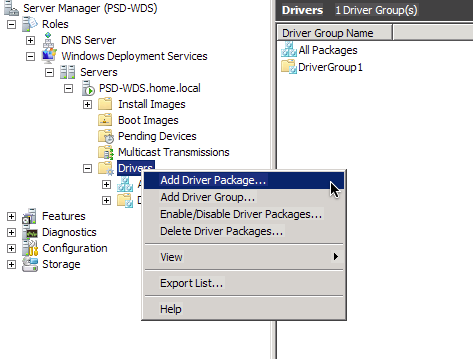 Server Manager (PSD-WDS)
Roles
DNS Server
Windows Deployment Services
Servers
PSD-WDS.home.local
Install Images
Boot Images
Pending Devices
Multicast Transmissions
Drivers
A
D
Features
Diagnostics
Configuration
Storage
Add Driver Package...
Add Driver Group...
Enable/Disable Driver Packages...
Delete Driver Packages...
View
Export List...
Help
Drivers 1 Driver Group(s)
Driver Group Name
All Packages
DriverGroup1